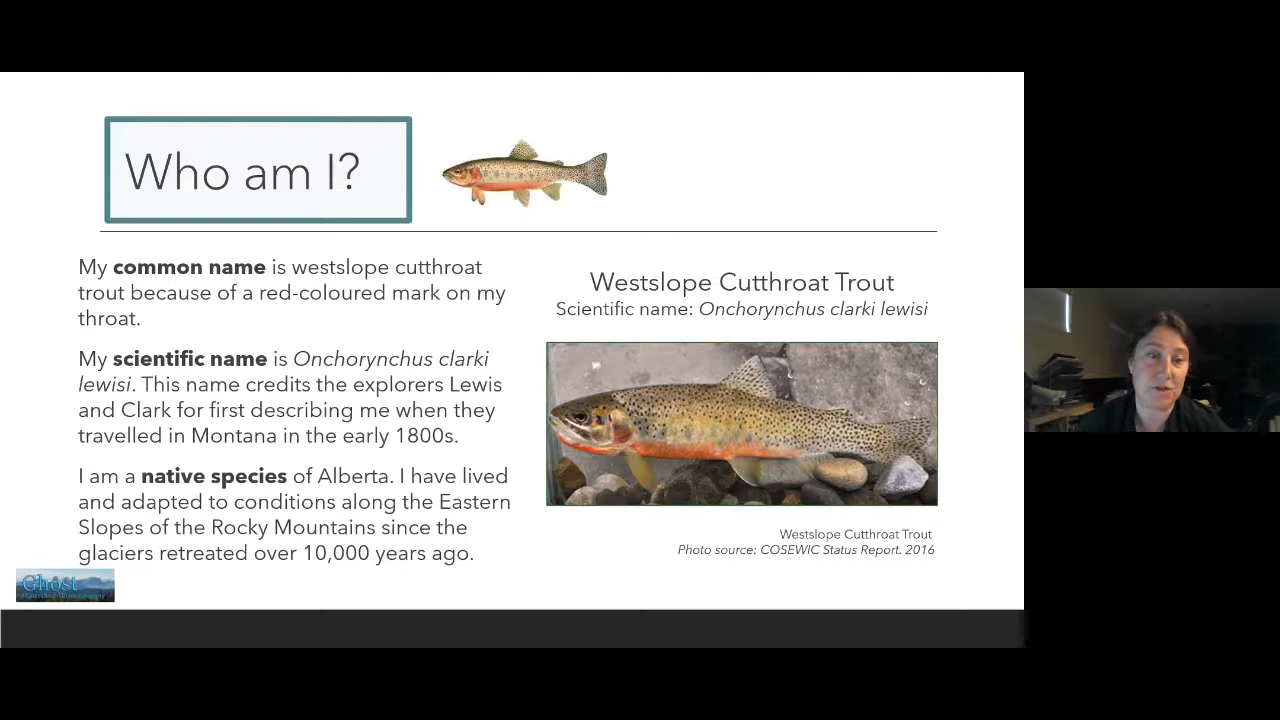 Who am I?
My common name is westslope cutthroat
trout because of a red-coloured mark on my
throat.
My scientific name is Onchorynchus clarki
lewisi. This name credits the explorers Lewis
and Clark for first describing me when they
travelled in Montana in the early 1800s.
I am a native species of Alberta. I have lived
and adapted to conditions along the Eastern
Slopes of the Rocky Mountains since the
glaciers retreated over 10,000 years ago.
Westslope Cutthroat Trout
Scientific name: Onchorynchus clarki lewisi
Westslope Cutthroat Trout
Photo source: COSEWIC Status Report. 2016
Ghost
Watershed Alliance Society